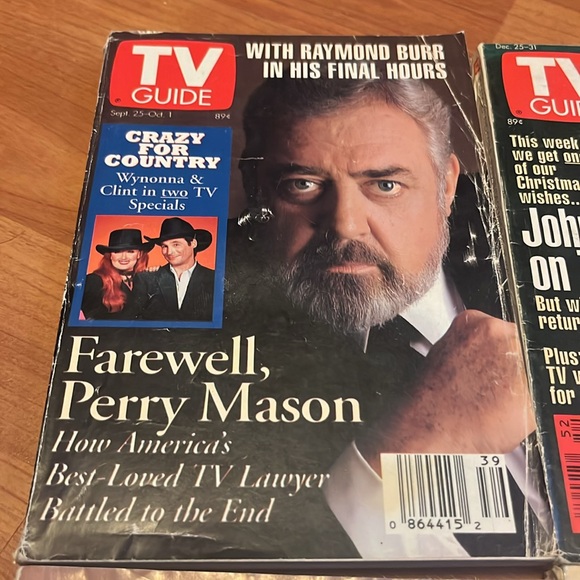 TV
GUIDE
Sept. 25-Oct. 1
89¢
WITH RAYMOND BURR
IN HIS FINAL HOURS
CRAZY
FOR
COUNTRY
Wynonna &
Clint in two TV
Specials
Farewell,
Perry Mason
How America's
Best-Loved TV Lawyer
Battled to the End
39
0 864415 2
Dec. 25-31
TV
GUI
89¢
This week
we get on
of our
Christma
wishes..
Joh
on
But w
retur
Plus
TV
for
52